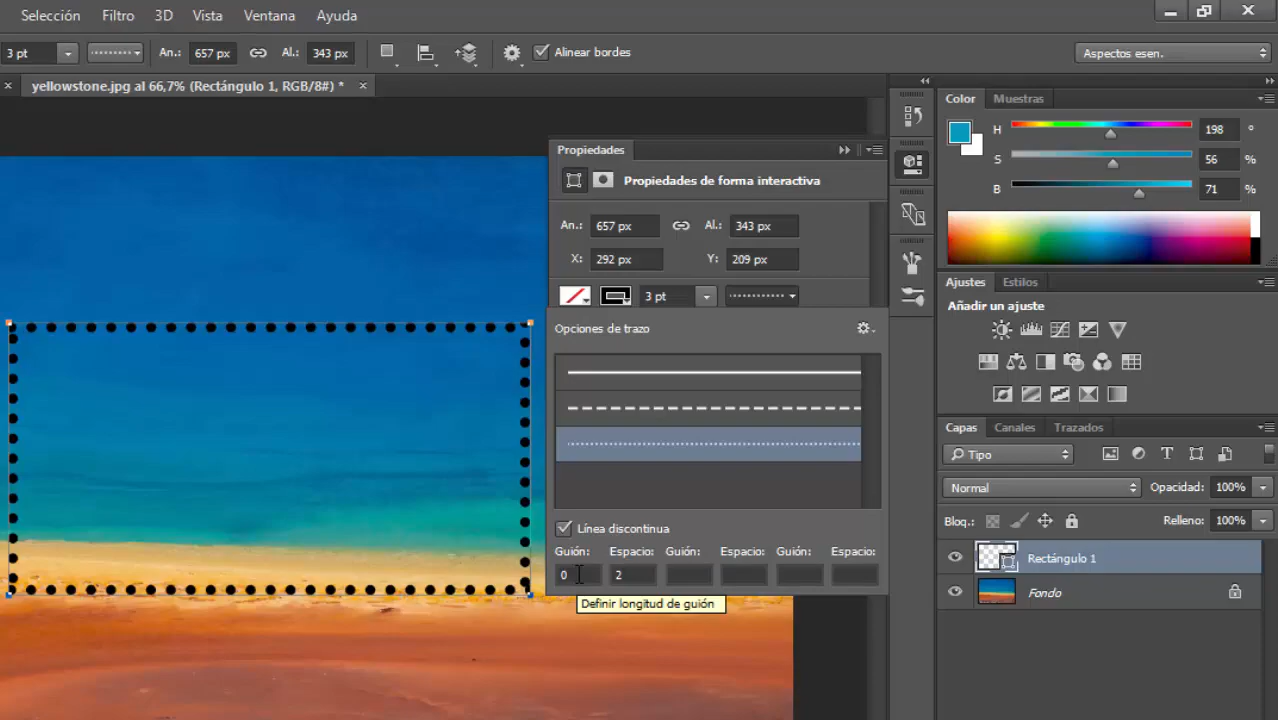 Selección Filtro 3D Vista Ventana Ayuda
3 pt An.: 657 px Al.: 343 px Alinear bordes Aspectos esen.
yellowstone.jpg al 66,7% (Rectángulo 1, RGB/8#) *
Color Muestras
H 198 °
S 56 %
B 71 %
Propiedades
Propiedades de forma interactiva
An.: 657 px Al.: 343 px
X: 292 px Y: 209 px
3 pt
Opciones de trazo
Línea discontinua
Guión: Espacio: Guión: Espacio: Guión: Espacio:
0 2
Definir longitud de guión
Ajustes Estilos
Añadir un ajuste
Capas Canales Trazados
Tipo
Normal Opacidad: 100%
Bloq.: Relleno: 100%
Rectángulo 1
Fondo